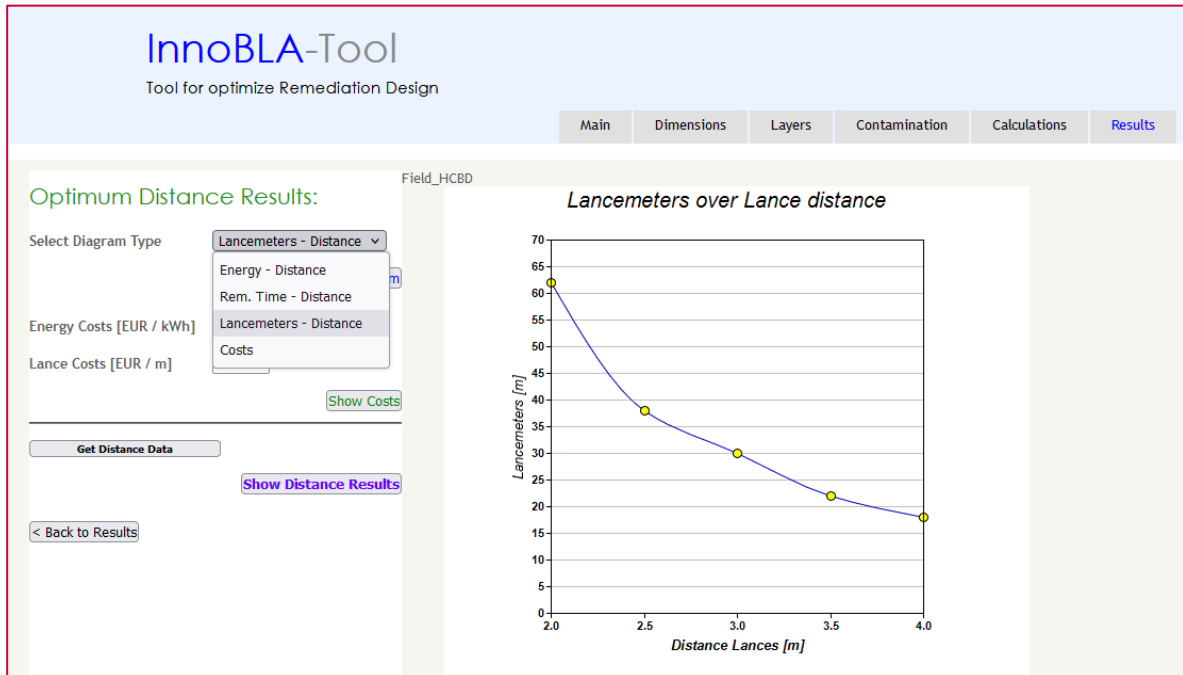 InnoBLA-Tool
Tool for optimize Remediation Design
Main Dimensions Layers Contamination Calculations Results
Optimum Distance Results:
Select Diagram Type Lancemeters - Distance
Energy - Distance
Rem. Time - Distance
Lancemeters - Distance
Costs
m
Energy Costs [EUR / kWh]
Lance Costs [EUR / m]
Show Costs
Get Distance Data
Show Distance Results
< Back to Results
Field_HCBD
Lancemeters over Lance distance
Lancemeters [m]
70
65
60
55
50
45
40
35
30
25
20
15
10
5
0
2.0 2.5 3.0 3.5 4.0
Distance Lances [m]